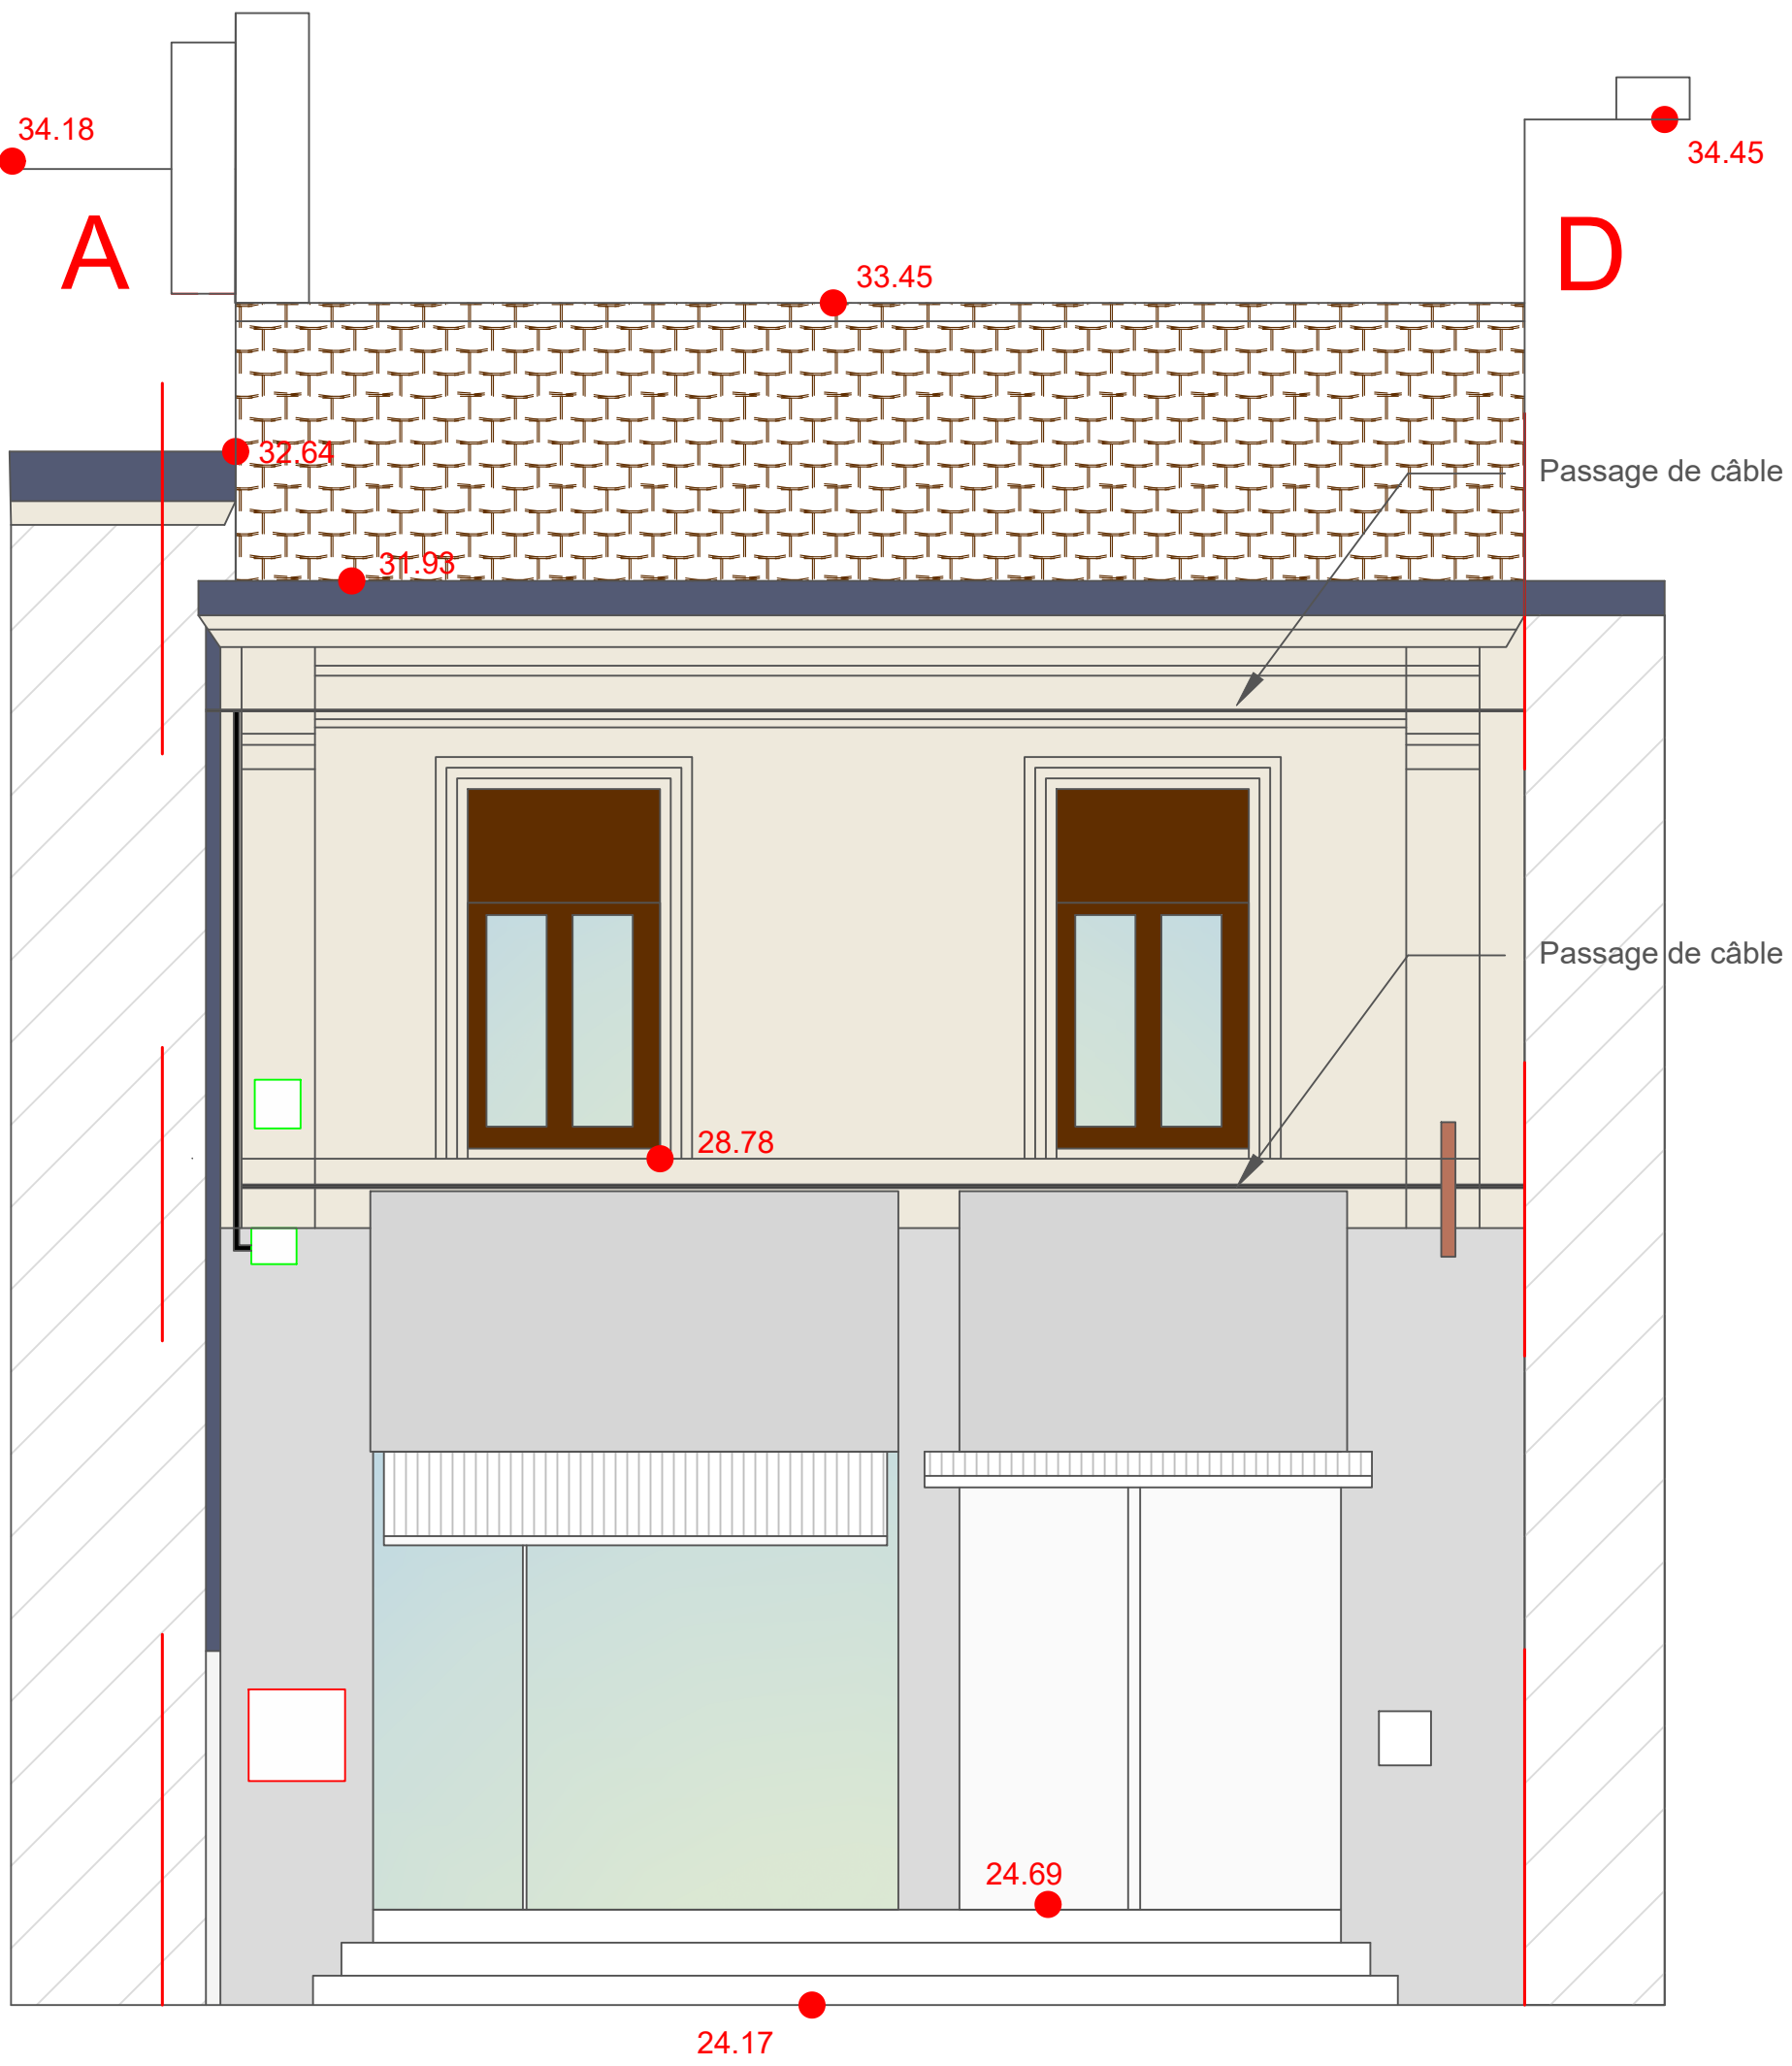 34.18
34.45
A
D
33.45
32.64
Passage de câble
31.93
Passage de câble
28.78
24.69
24.17